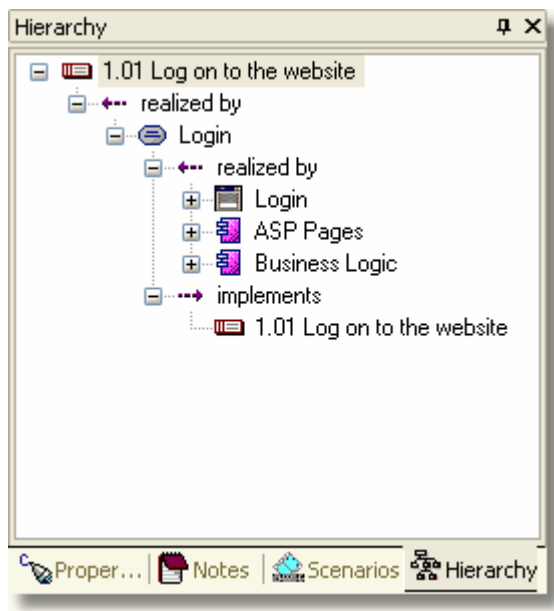 Hierarchy
1.01 Log on to the website
realized by
Login
realized by
Login
ASP Pages
Business Logic
implements
1.01 Log on to the website
Proper... Notes Scenarios Hierarchy